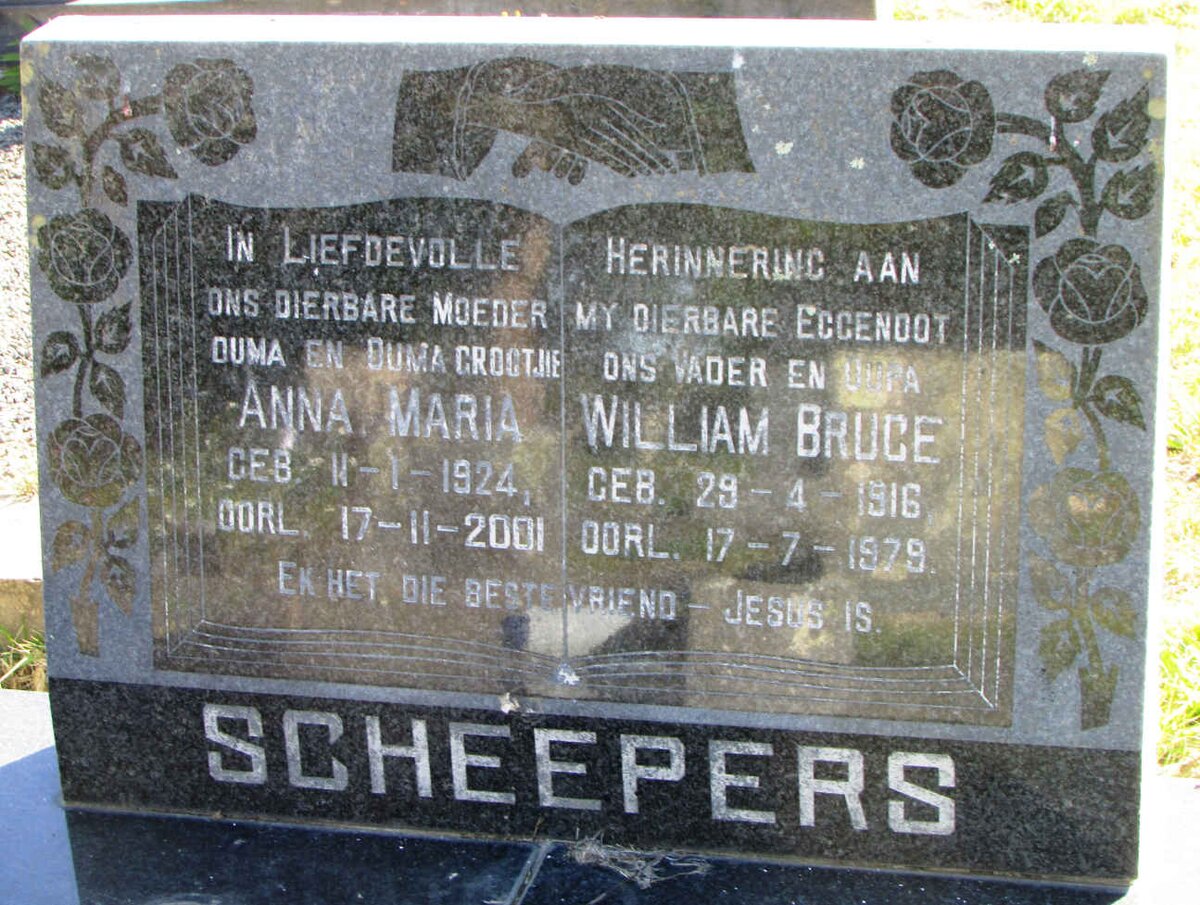 IN LIEFDEVOLLE HERINNERING AAN
ONS DIERBARE MOEDER
OUMA EN OUMA GROOTJIE
ANNA MARIA
GEB. 11-1-1924,
OORL. 17-11-2001
MY DIERBARE EGGENOOT
ONS VADER EN OUPA
WILLIAM BRUCE
GEB. 29-4-1916,
OORL. 17-7-1979.
EK HET DIE BESTE VRIEND - JESUS IS.
SCHEEPERS